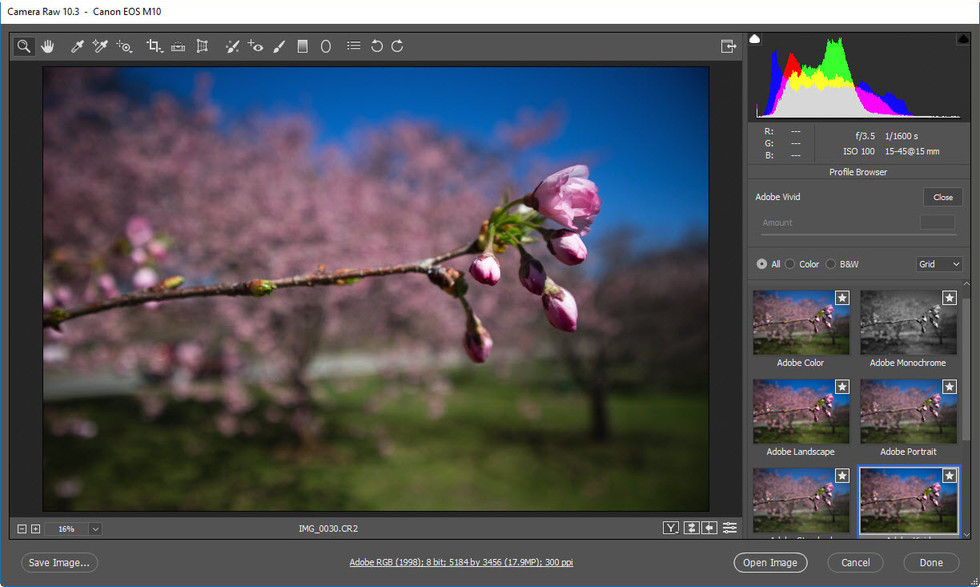 Camera Raw 10.3 - Canon EOS M10
R: ---
G: ---
B: ---
f/3.5 1/1600 s
ISO 100 15-45@15 mm
Profile Browser
Adobe Vivid
Close
Amount
All Color B&W
Grid
Adobe Color
Adobe Monochrome
Adobe Landscape
Adobe Portrait
16%
IMG_0030.CR2
Y
Save Image...
Adobe RGB (1998); 8 bit; 5184 by 3456 (17.9MP); 300 ppi
Open Image
Cancel
Done